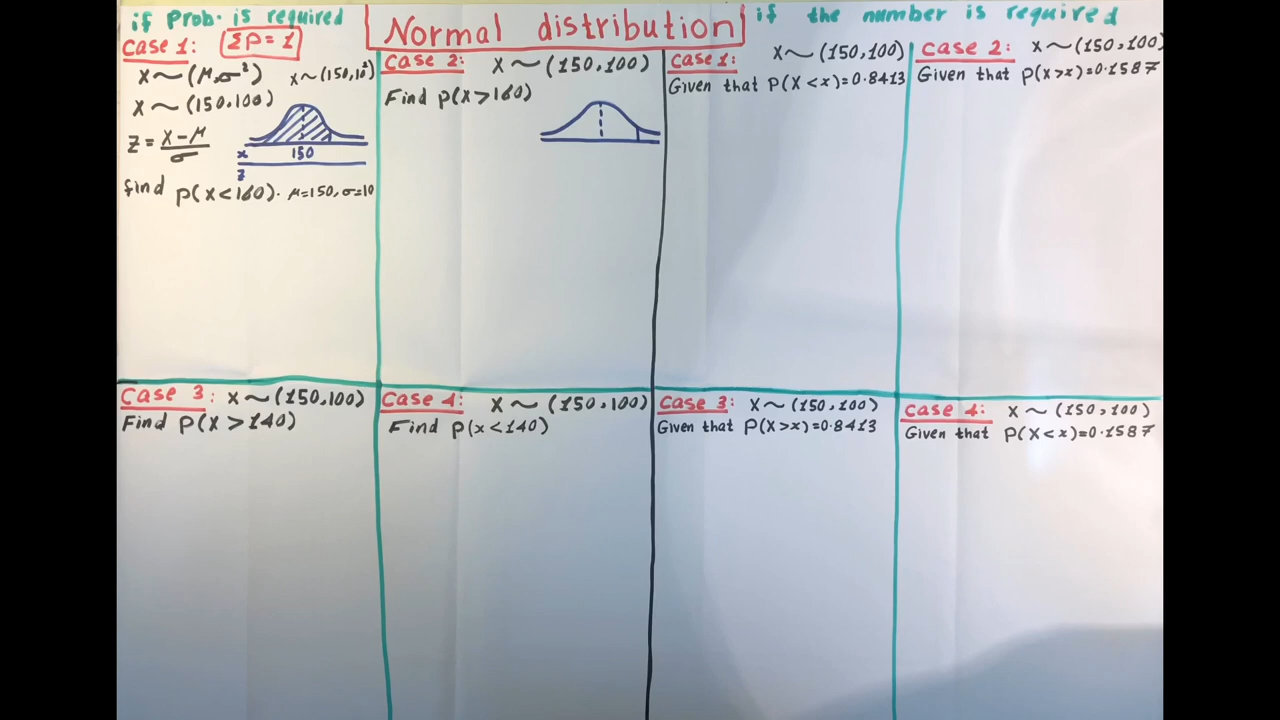 if Prob. is required
Normal distribution
if the number is required
Case 1: Σp=1
X~(μ,σ²) X~(150,10²)
X~(150,100)
Z = X-μ / σ
x 150
z
find p(X<160). μ=150, σ=10
Case 2: X~(150,100)
Find p(X>160)
Case 1: X~(150,100)
Given that P(X<x)=0.8413
Case 2: X~(150,100)
Given that p(X>x)=0.1587
Case 3: X~(150,100)
Find P(X>140)
Case 4: X~(150,100)
Find P(X<140)
Case 3: X~(150,100)
Given that P(X>x)=0.8413
Case 4: X~(150,100)
Given that P(X<x)=0.1587